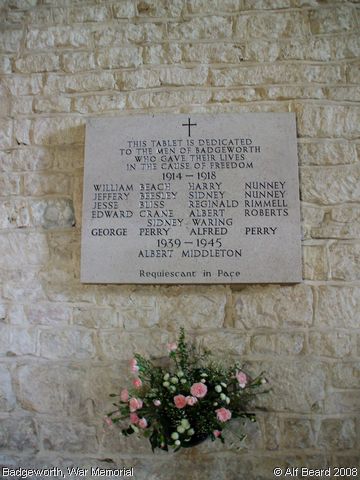 THIS TABLET IS DEDICATED
TO THE MEN OF BADGEWORTH
WHO GAVE THEIR LIVES
IN THE CAUSE OF FREEDOM
1914 - 1918
WILLIAM BEACH HARRY NUNNEY
JEFFERY BEESLEY SIDNEY NUNNEY
JESSE BLISS REGINALD RIMMELL
EDWARD CRANE ALBERT ROBERTS
SIDNEY WARING
GEORGE PERRY ALFRED PERRY
1939 - 1945
ALBERT MIDDLETON
Requiescant in Pace
Badgeworth, War Memorial
© Alf Beard 2008